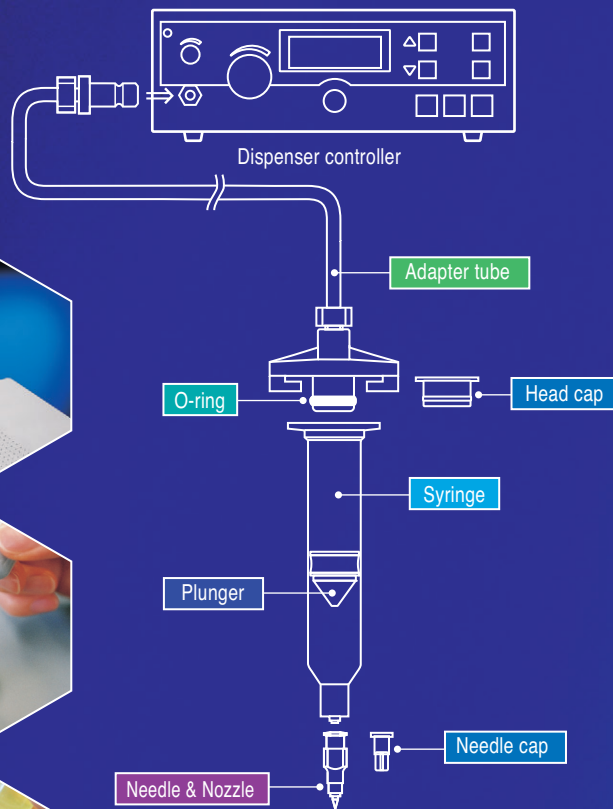 Dispenser controller
Adapter tube
O-ring
Head cap
Syringe
Plunger
Needle cap
Needle & Nozzle